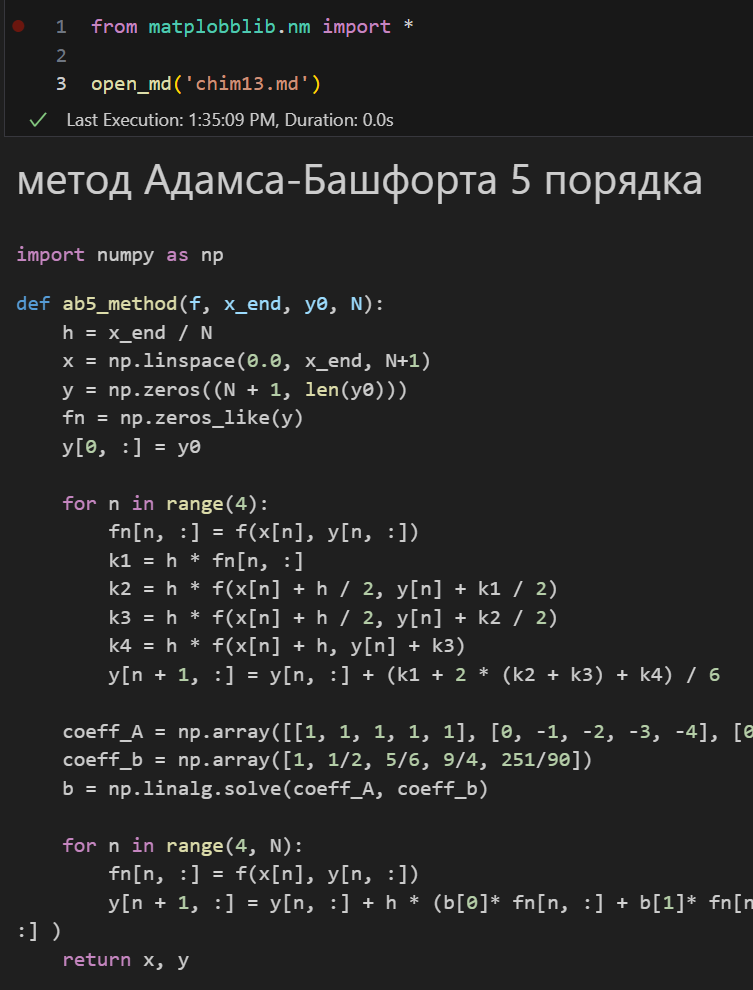 1 from matplobblib.nm import *
2
3 open_md('chim13.md')
Last Execution: 1:35:09 PM, Duration: 0.0s
метод Адамса-Башфорта 5 порядка
import numpy as np
def ab5_method(f, x_end, y0, N):
    h = x_end / N
    x = np.linspace(0.0, x_end, N+1)
    y = np.zeros((N + 1, len(y0)))
    fn = np.zeros_like(y)
    y[0, :] = y0
    for n in range(4):
        fn[n, :] = f(x[n], y[n, :])
        k1 = h * fn[n, :]
        k2 = h * f(x[n] + h / 2, y[n] + k1 / 2)
        k3 = h * f(x[n] + h / 2, y[n] + k2 / 2)
        k4 = h * f(x[n] + h, y[n] + k3)
        y[n + 1, :] = y[n, :] + (k1 + 2 * (k2 + k3) + k4) / 6
    coeff_A = np.array([[1, 1, 1, 1, 1], [0, -1, -2, -3, -4], [0
    coeff_b = np.array([1, 1/2, 5/6, 9/4, 251/90])
    b = np.linalg.solve(coeff_A, coeff_b)
    for n in range(4, N):
        fn[n, :] = f(x[n], y[n, :])
        y[n + 1, :] = y[n, :] + h * (b[0]* fn[n, :] + b[1]* fn[n
:] )
    return x, y